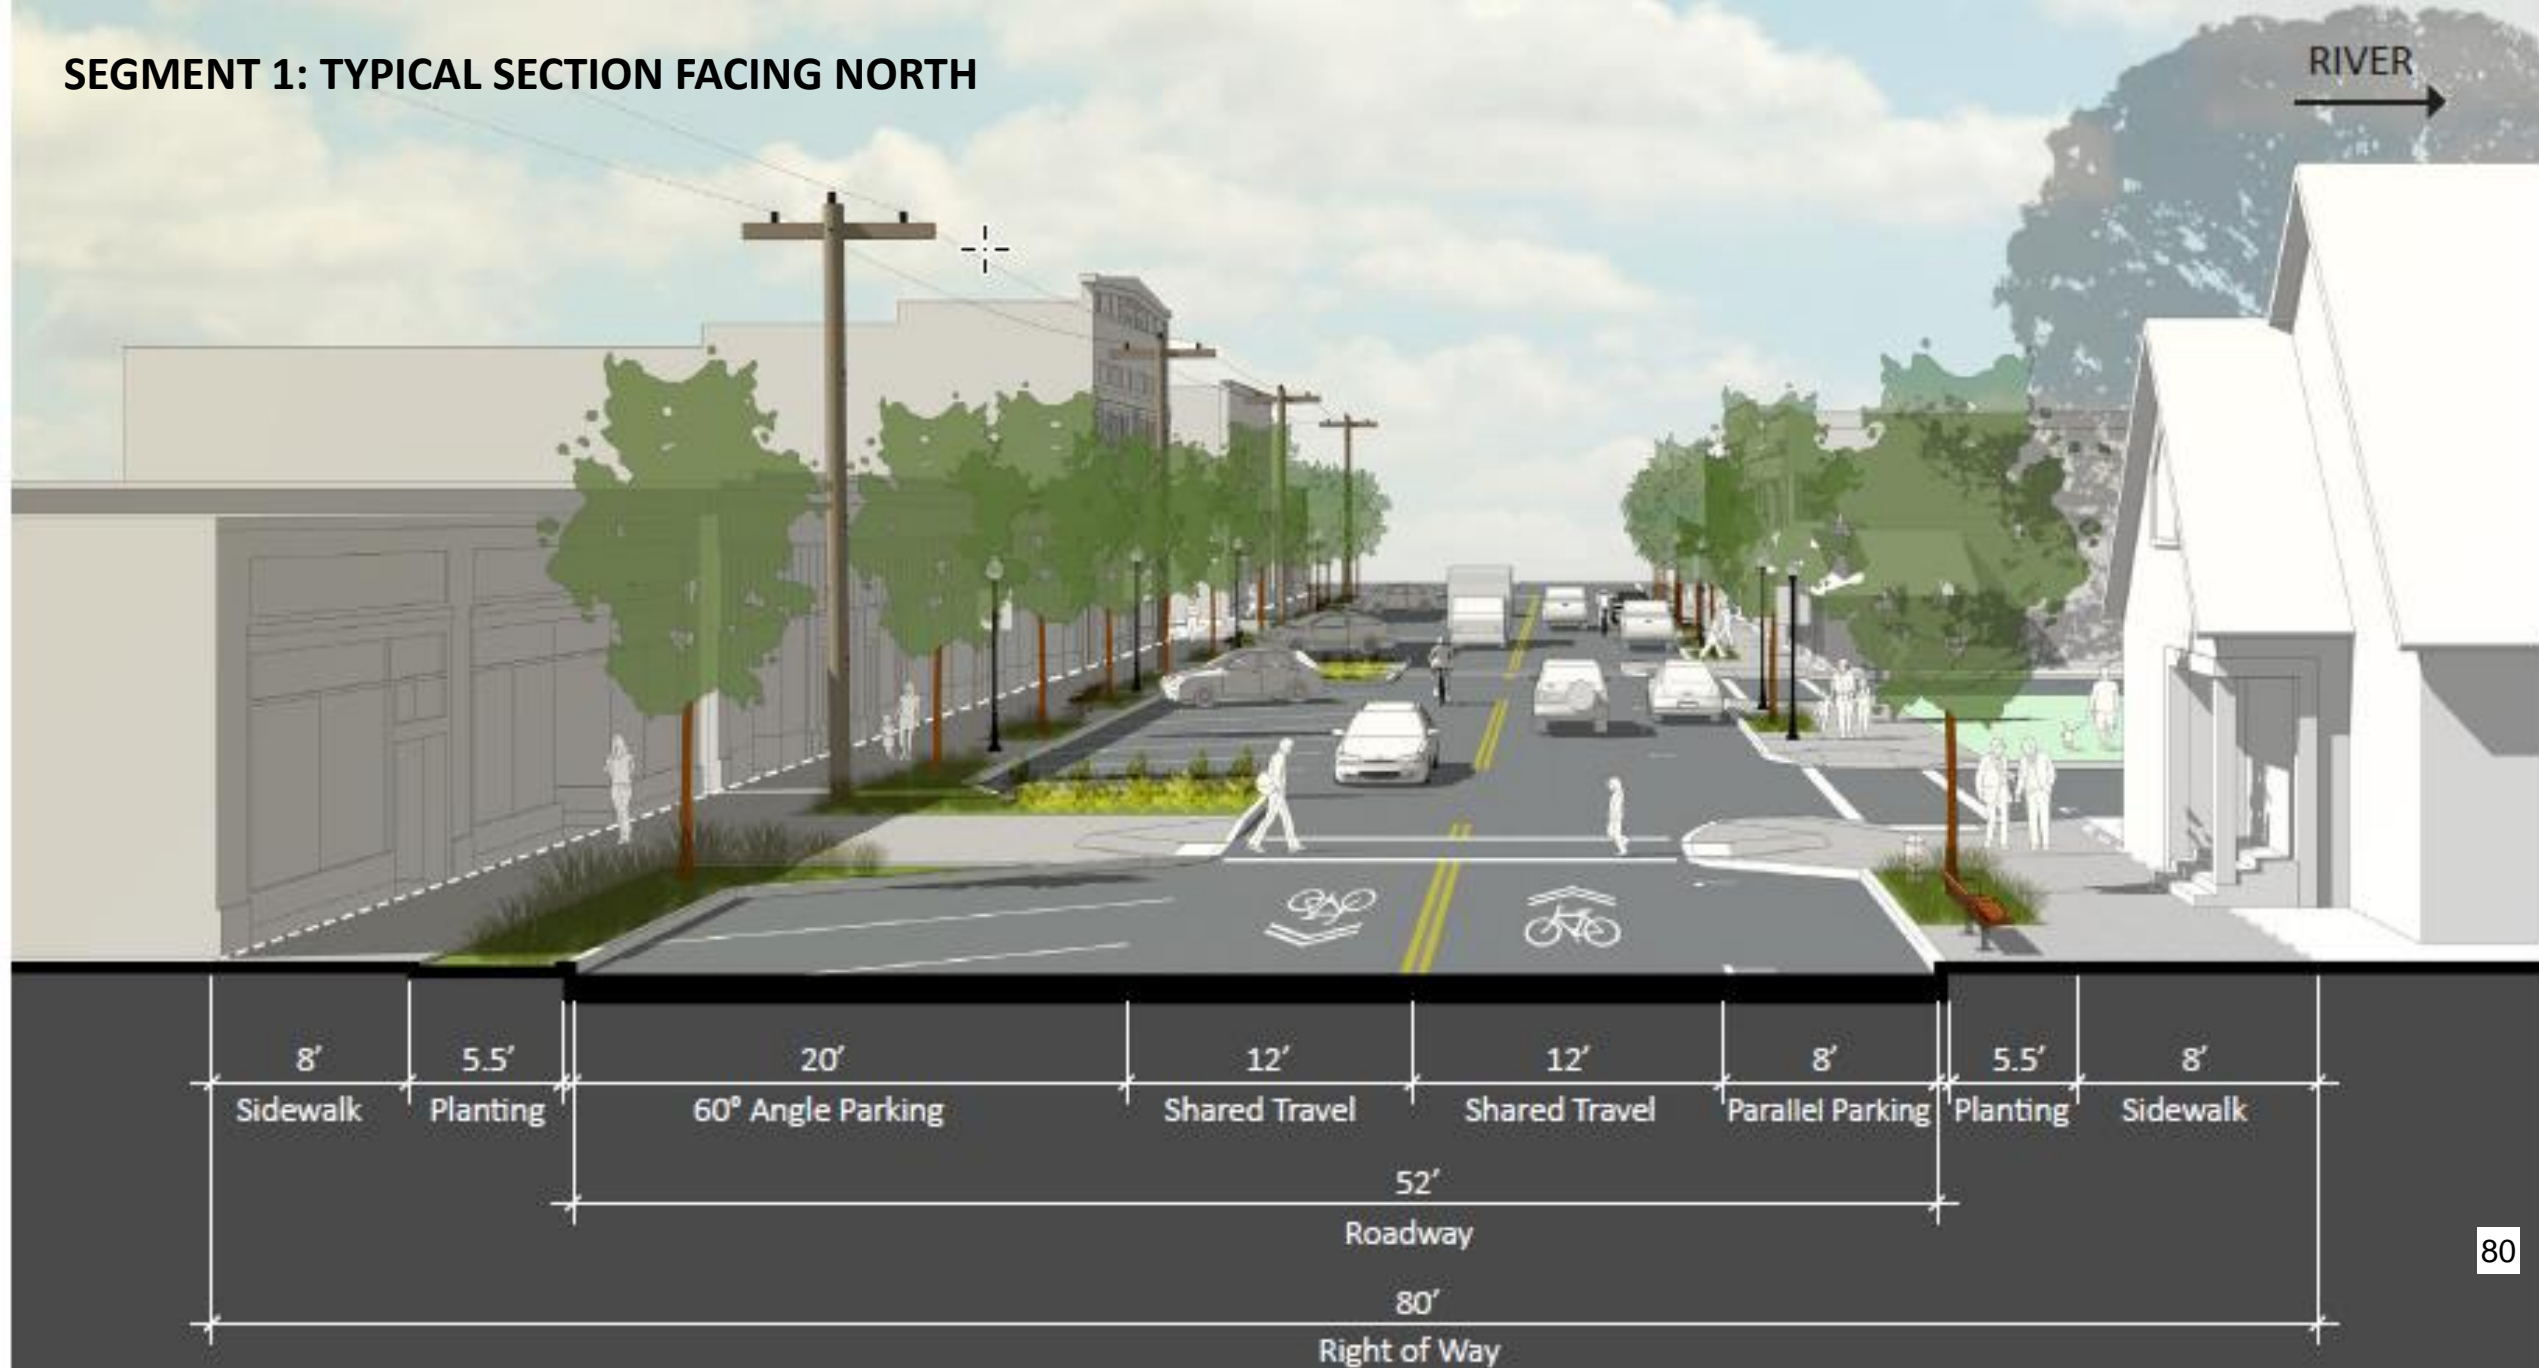 SEGMENT 1: TYPICAL SECTION FACING NORTH
RIVER
8’ 5.5’ 20’ 12’ 12’ 8’ 5.5’ 8’
Sidewalk Planting 60° Angle Parking Shared Travel Shared Travel Parallel Parking Planting Sidewalk
52’
Roadway
80
80’
Right of Way